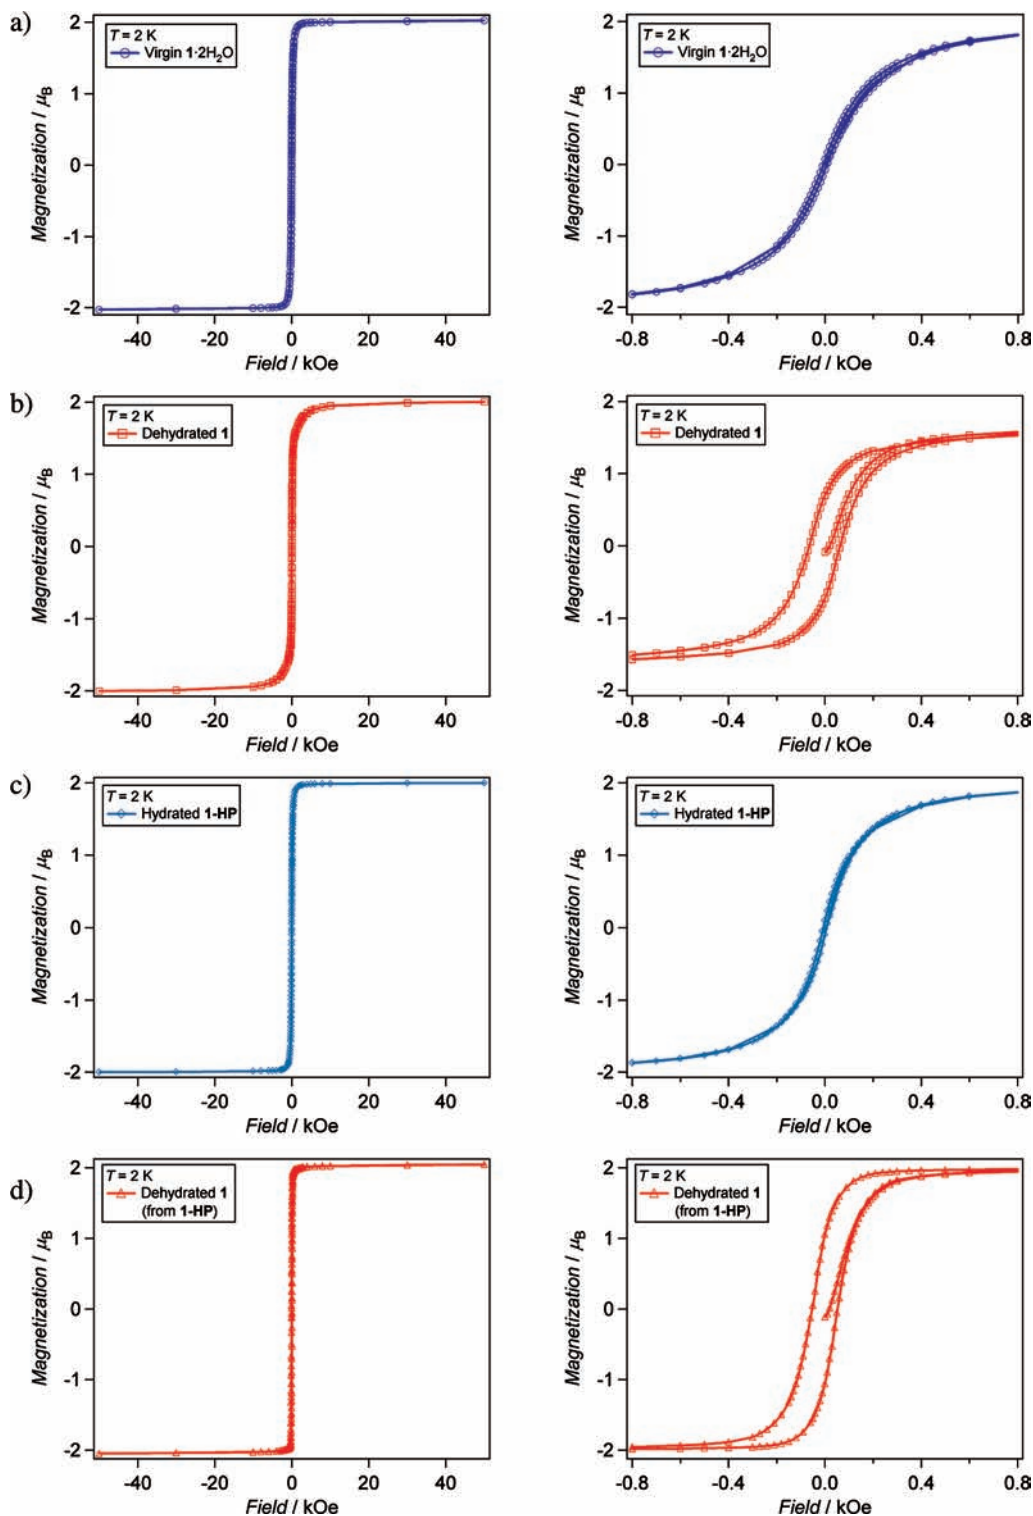 a)
T = 2 K
Virgin 1·2H₂O
Magnetization / μB
2
1
0
-1
-2
-40 -20 0 20 40
Field / kOe
T = 2 K
Virgin 1·2H₂O
Magnetization / μB
2
1
0
-1
-2
-0.8 -0.4 0.0 0.4 0.8
Field / kOe
b)
T = 2 K
Dehydrated 1
Magnetization / μB
2
1
0
-1
-2
-40 -20 0 20 40
Field / kOe
T = 2 K
Dehydrated 1
Magnetization / μB
2
1
0
-1
-2
-0.8 -0.4 0.0 0.4 0.8
Field / kOe
c)
T = 2 K
Hydrated 1-HP
Magnetization / μB
2
1
0
-1
-2
-40 -20 0 20 40
Field / kOe
T = 2 K
Hydrated 1-HP
Magnetization / μB
2
1
0
-1
-2
-0.8 -0.4 0.0 0.4 0.8
Field / kOe
d)
T = 2 K
Dehydrated 1
(from 1-HP)
Magnetization / μB
2
1
0
-1
-2
-40 -20 0 20 40
Field / kOe
T = 2 K
Dehydrated 1
(from 1-HP)
Magnetization / μB
2
1
0
-1
-2
-0.8 -0.4 0.0 0.4 0.8
Field / kOe